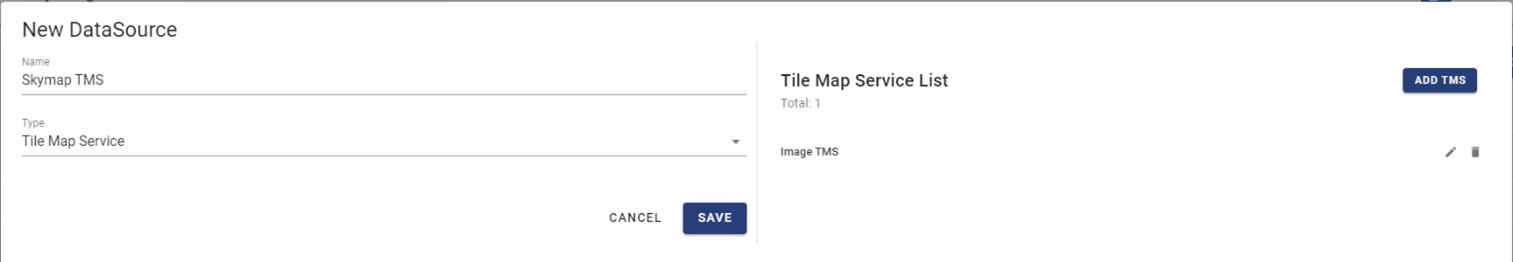 New DataSource
Name
Skymap TMS
Type
Tile Map Service
CANCEL
SAVE
Tile Map Service List
ADD TMS
Total: 1
Image TMS